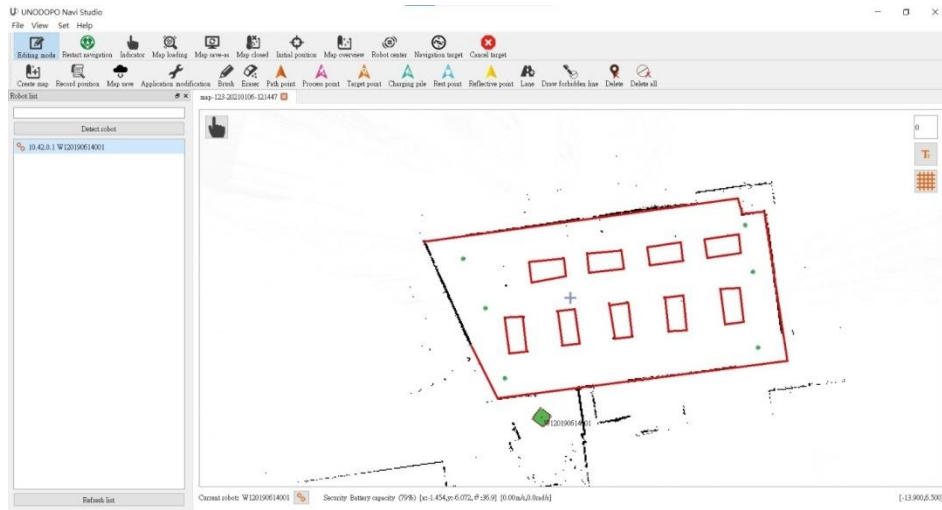 UNODOPO Navi Studio
File View Set Help
Editing mode Restart navigation Indicator Map loading Map save-as Map closed Initial position Map overview Robot center Navigation target Cancel target
Create map Record position Map save Application modification Brush Eraser Path point Process point Target point Charging pile Rest point Reflective point Lane Draw forbidden line Delete Delete all
Robot list
map-123-20210106-121447
Detect robot
0
10.42.0.1 W120190614001
W120190614001
Refresh list
Current robot: W120190614001 Security Battery capacity (79%) [x:-1.454,y:-6.072,θ:-36.9] [0.00m/s,0.0rad/s]
[-13.900,6.500]